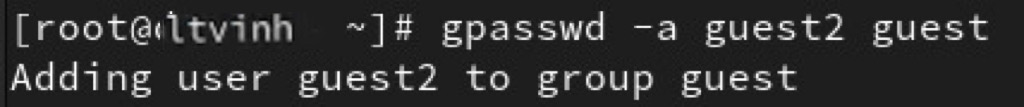 [root@ltvinh ~]# gpasswd -a guest2 guest
Adding user guest2 to group guest